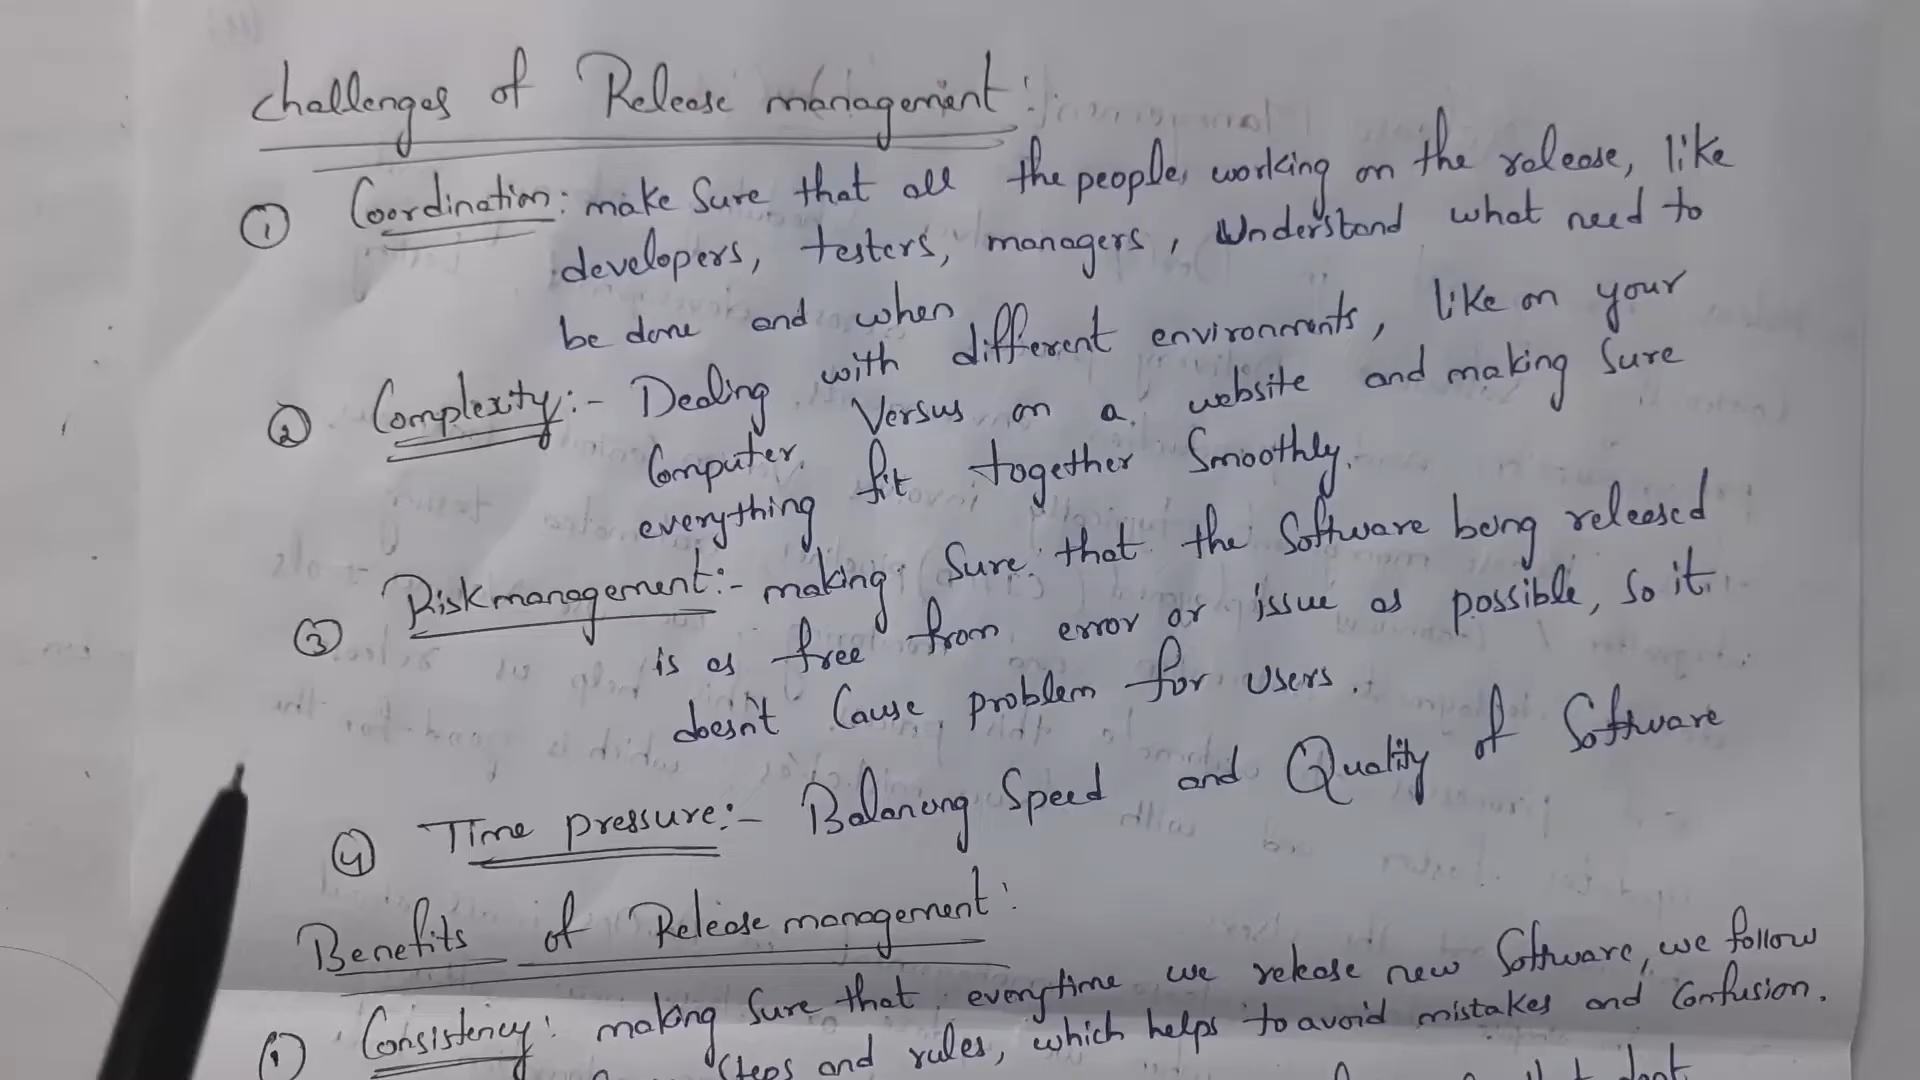 Challenges of Release management:
① Coordination: make Sure that all the people, working on the release, like
developers, testers, managers, Understand what need to
be done and when
② Complexity:- Dealing with different environments, like on your
Computer Versus on a website and making Sure
everything fit together Smoothly.
③ Risk management:- making Sure that the Software being released
is as free from error or issue as possible, So it
doesn't Cause problem for users.
④ Time pressure:- Balancing Speed and Quality of Software
Benefits of Release management:
① Consistency: making Sure that everytime we release new Software, we follow
Steps and rules, which helps to avoid mistakes and Confusion.